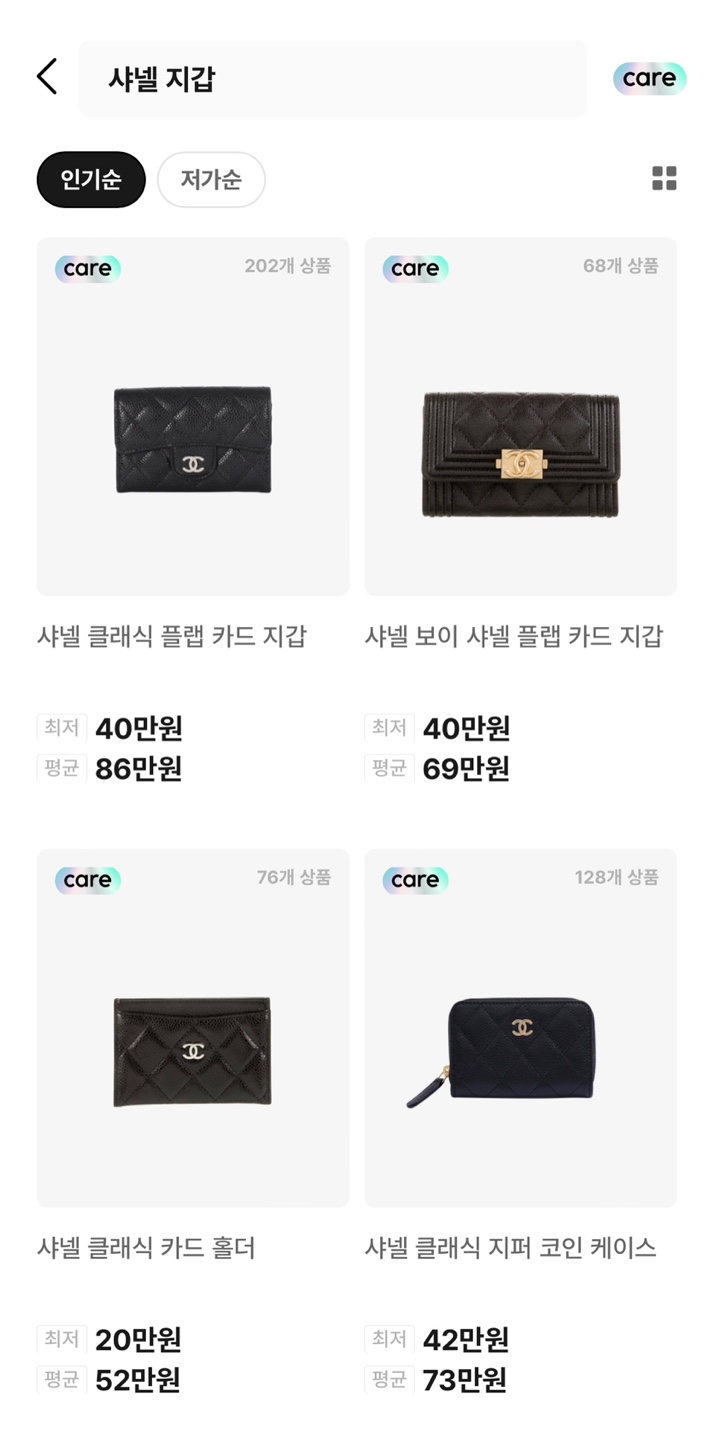 샤넬 지갑
care
인기순
저가순
care
202개 상품
care
68개 상품
샤넬 클래식 플랩 카드 지갑
샤넬 보이 샤넬 플랩 카드 지갑
최저 40만원
평균 86만원
최저 40만원
평균 69만원
care
76개 상품
care
128개 상품
샤넬 클래식 카드 홀더
샤넬 클래식 지퍼 코인 케이스
최저 20만원
평균 52만원
최저 42만원
평균 73만원